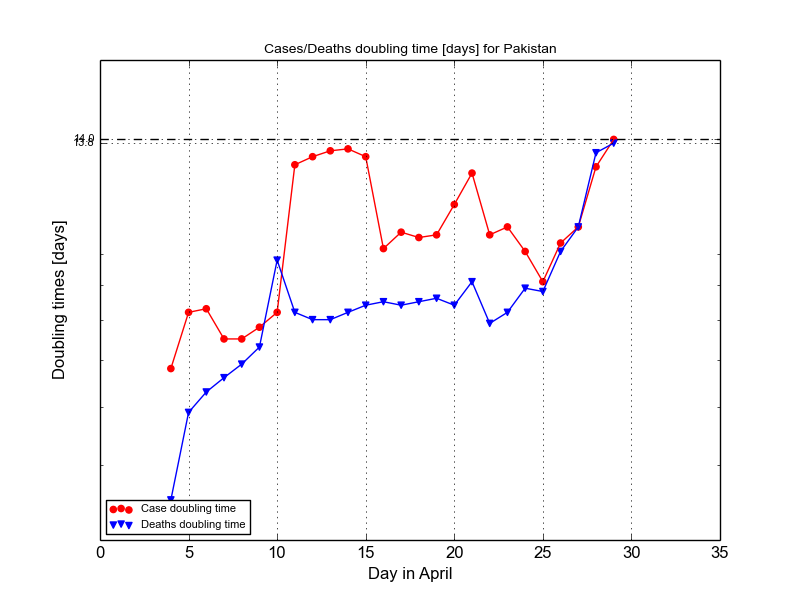 Cases/Deaths doubling time [days] for Pakistan
14.0
13.8
Doubling times [days]
Case doubling time
Deaths doubling time
0 5 10 15 20 25 30 35
Day in April